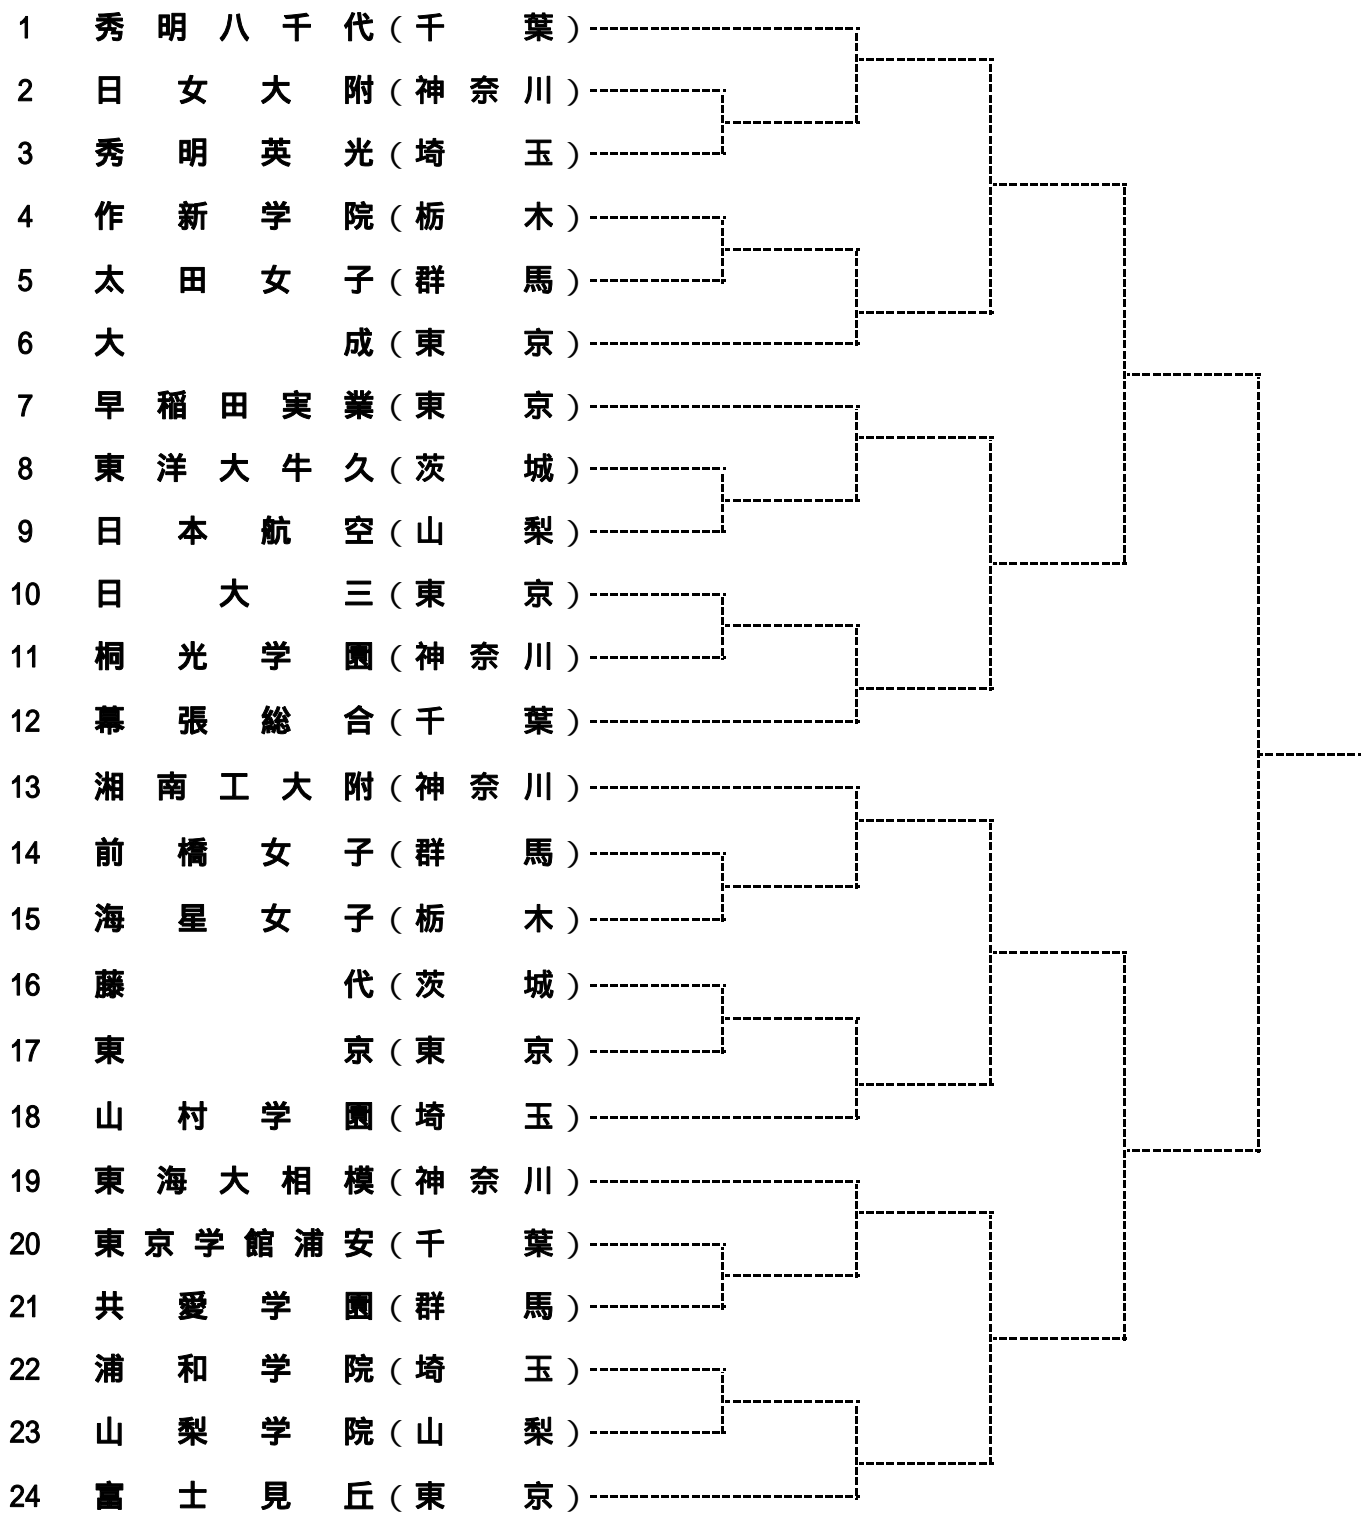 1 秀明八千代(千葉)
2 日女大附(神奈川)
3 秀明英光(埼玉)
4 作新学院(栃木)
5 太田女子(群馬)
6 大成(東京)
7 早稲田実業(東京)
8 東洋大牛久(茨城)
9 日本航空(山梨)
10 日大三(東京)
11 桐光学園(神奈川)
12 幕張総合(千葉)
13 湘南工大附(神奈川)
14 前橋女子(群馬)
15 海星女子(栃木)
16 藤代(茨城)
17 東京(東京)
18 山村学園(埼玉)
19 東海大相模(神奈川)
20 東京学館浦安(千葉)
21 共愛学園(群馬)
22 浦和学院(埼玉)
23 山梨学院(山梨)
24 富士見丘(東京)